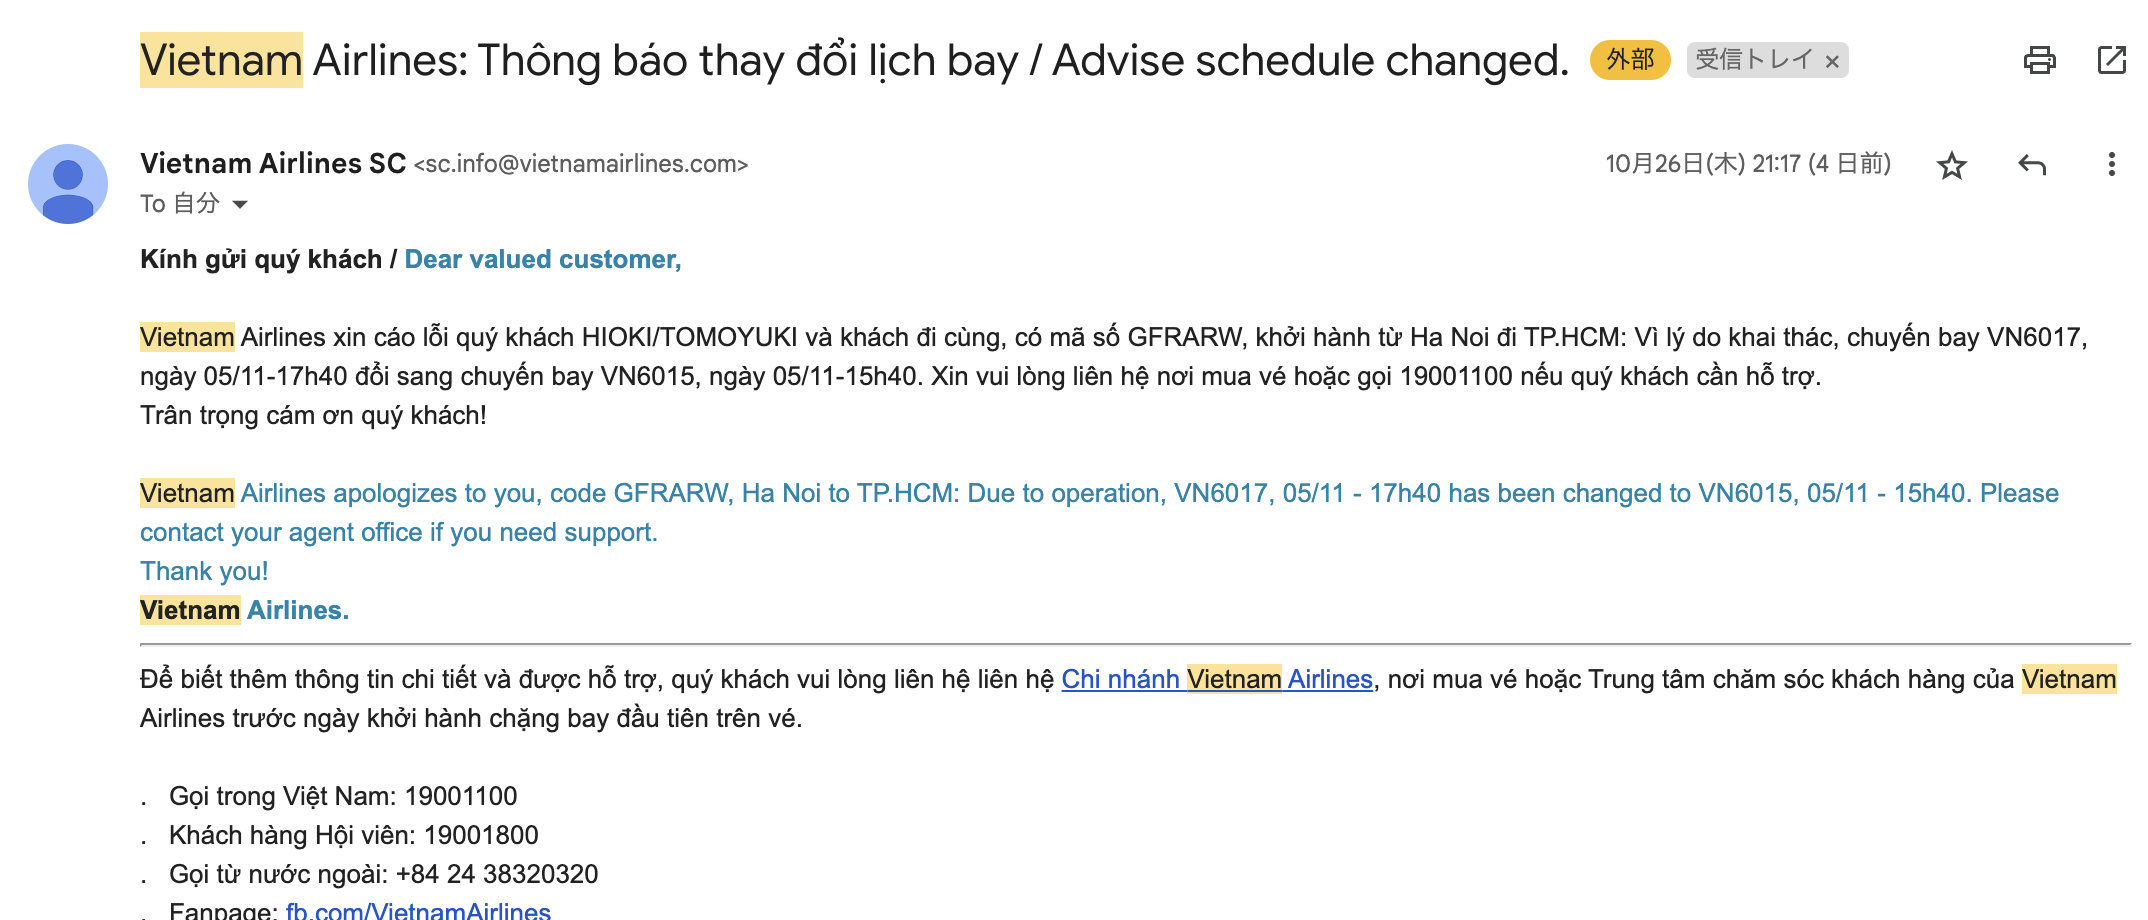 Vietnam Airlines: Thông báo thay đổi lịch bay / Advise schedule changed. 外部 受信トレイ ×
Vietnam Airlines SC <sc.info@vietnamairlines.com> 10月26日(木) 21:17 (4 日前)
To 自分
Kính gửi quý khách / Dear valued customer,
Vietnam Airlines xin cáo lỗi quý khách HIOKI/TOMOYUKI và khách đi cùng, có mã số GFRARW, khởi hành từ Ha Noi đi TP.HCM: Vì lý do khai thác, chuyến bay VN6017,
ngày 05/11-17h40 đổi sang chuyến bay VN6015, ngày 05/11-15h40. Xin vui lòng liên hệ nơi mua vé hoặc gọi 19001100 nếu quý khách cần hỗ trợ.
Trân trọng cám ơn quý khách!
Vietnam Airlines apologizes to you, code GFRARW, Ha Noi to TP.HCM: Due to operation, VN6017, 05/11 - 17h40 has been changed to VN6015, 05/11 - 15h40. Please
contact your agent office if you need support.
Thank you!
Vietnam Airlines.
Để biết thêm thông tin chi tiết và được hỗ trợ, quý khách vui lòng liên hệ liên hệ Chi nhánh Vietnam Airlines, nơi mua vé hoặc Trung tâm chăm sóc khách hàng của Vietnam
Airlines trước ngày khởi hành chặng bay đầu tiên trên vé.
. Gọi trong Việt Nam: 19001100
. Khách hàng Hội viên: 19001800
. Gọi từ nước ngoài: +84 24 38320320
. Fanpage: fb.com/VietnamAirlines